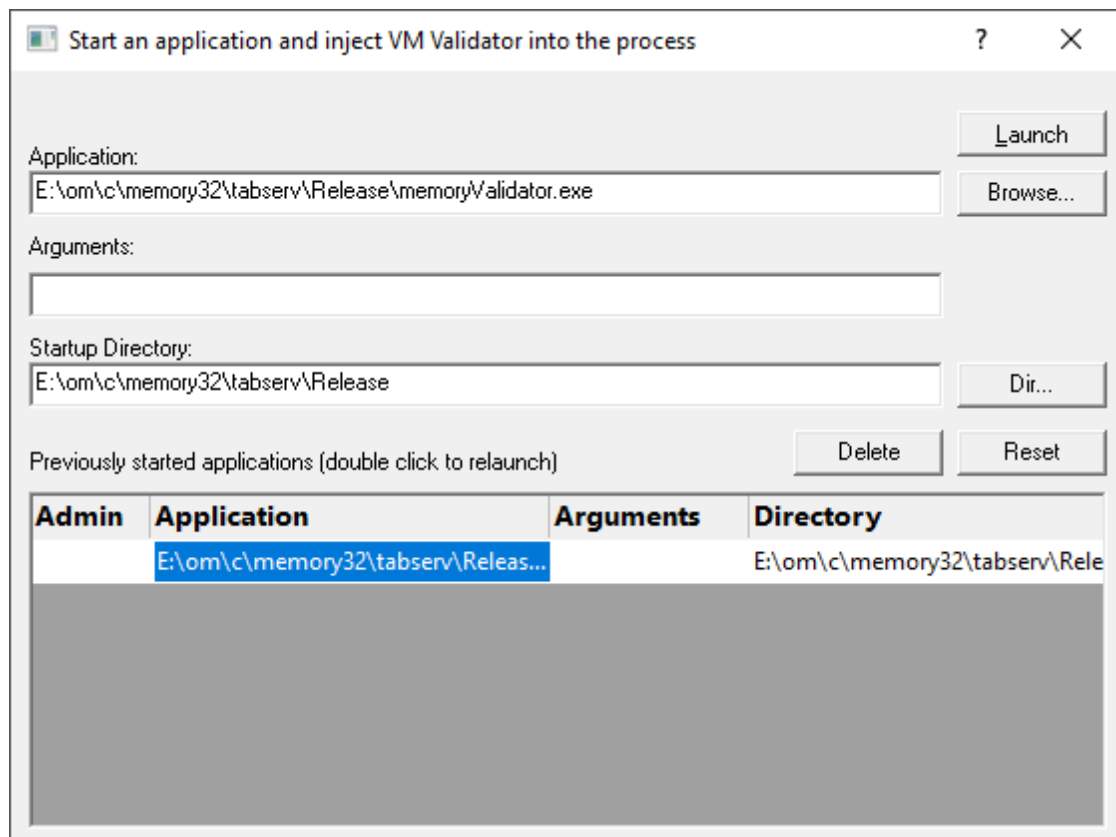 Start an application and inject VM Validator into the process ?
Launch
Application:
E:\om\c\memory32\tabserv\Release\memoryValidator.exe
Browse...
Arguments:
Startup Directory:
E:\om\c\memory32\tabserv\Release
Dir...
Previously started applications (double click to relaunch)
Delete
Reset
Admin Application Arguments Directory
E:\om\c\memory32\tabserv\Releas... E:\om\c\memory32\tabserv\Rele